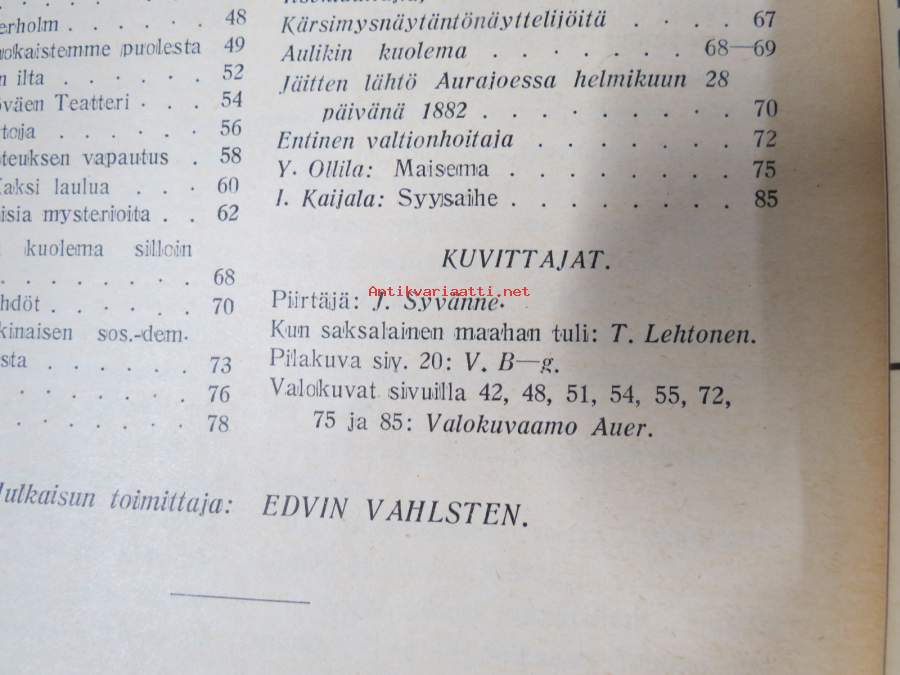 erholm . . . . . . 48
okaistemme puolesta 49
n ilta . . . . . . 52
öväen Teatteri . . . 54
rtoja . . . . . . 56
teuksen vapautus . 58
Kaksi laulua . . . 60
isia mysterioita . . 62
kuolema silloin
. . . . . . . . 68
hdöt . . . . . . 70
kinaisen sos.-dem.
sta . . . . . . 73
. . . . . . . . 76
. . . . . . . . 78
Kärsimysnäytäntönäyttelijöitä . . . . 67
Aulikin kuolema . . . . . . . 68—69
Jäitten lähtö Aurajoessa helmikuun 28
päivänä 1882 . . . . . . . . . 70
Entinen valtionhoitaja . . . . . . . 72
Y. Ollila: Maisema . . . . . . . . 75
I. Kaijala: Syysaihe . . . . . . . . 85
KUVITTAJAT.
Antikvariaatti.net
Piirtäjä: J. Syvänne.
Kun saksalainen maahan tuli: T. Lehtonen.
Pilakuva siv. 20: V. B—g.
Valokuvat sivuilla 42, 48, 51, 54, 55, 72,
75 ja 85: Valokuvaamo Auer.
Julkaisun toimittaja: EDVIN VAHLSTEN.